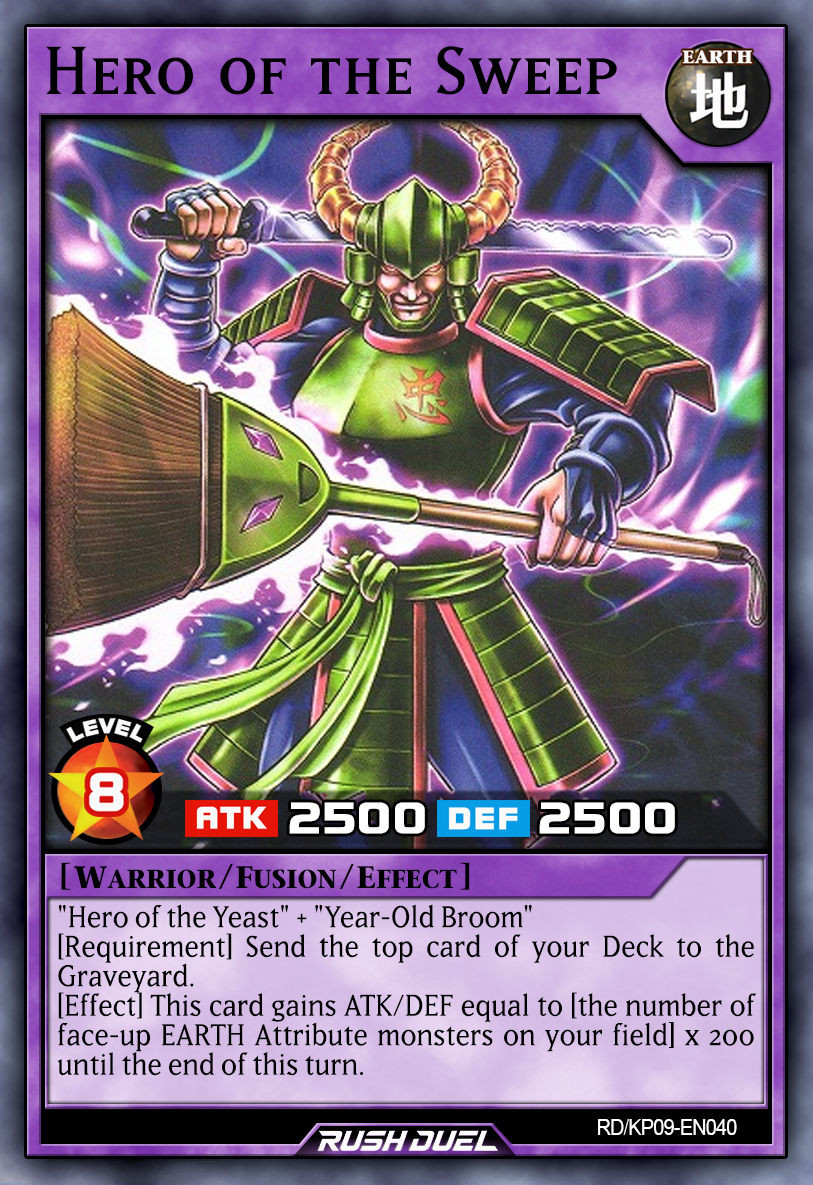 Hero of the Sweep
EARTH
地
忠
LEVEL
8
ATK 2500 DEF 2500
[Warrior/Fusion/Effect]
"Hero of the Yeast" + "Year-Old Broom"
[Requirement] Send the top card of your Deck to the
Graveyard.
[Effect] This card gains ATK/DEF equal to [the number of
face-up EARTH Attribute monsters on your field] x 200
until the end of this turn.
RD/KP09-EN040
RUSH DUEL